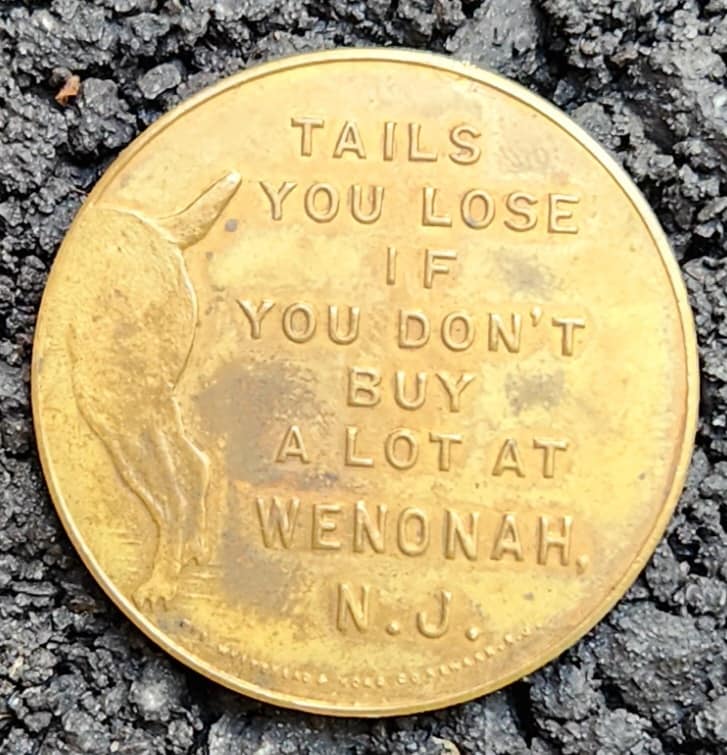 TAILS
YOU LOSE
IF
YOU DON'T
BUY
A LOT AT
WENONAH,
N.J.